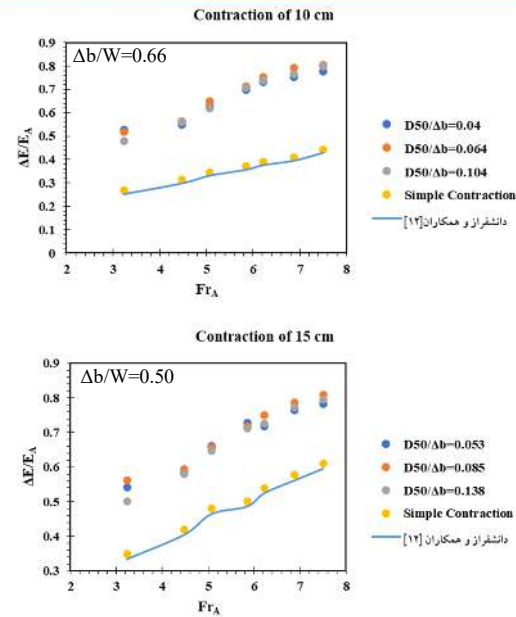 Contraction of 10 cm
Δb/W=0.66
ΔE/E_A
0.9
0.8
0.7
0.6
0.5
0.4
0.3
0.2
0.1
0
2 3 4 5 6 7 8
Fr_A
D50/Δb=0.04
D50/Δb=0.064
D50/Δb=0.104
Simple Contraction
دانشفراز و همکاران[۱۲]
Contraction of 15 cm
Δb/W=0.50
ΔE/E_A
0.9
0.8
0.7
0.6
0.5
0.4
0.3
2 3 4 5 6 7 8
Fr_A
D50/Δb=0.053
D50/Δb=0.085
D50/Δb=0.138
Simple Contraction
دانشفراز و همکاران [۱۲]